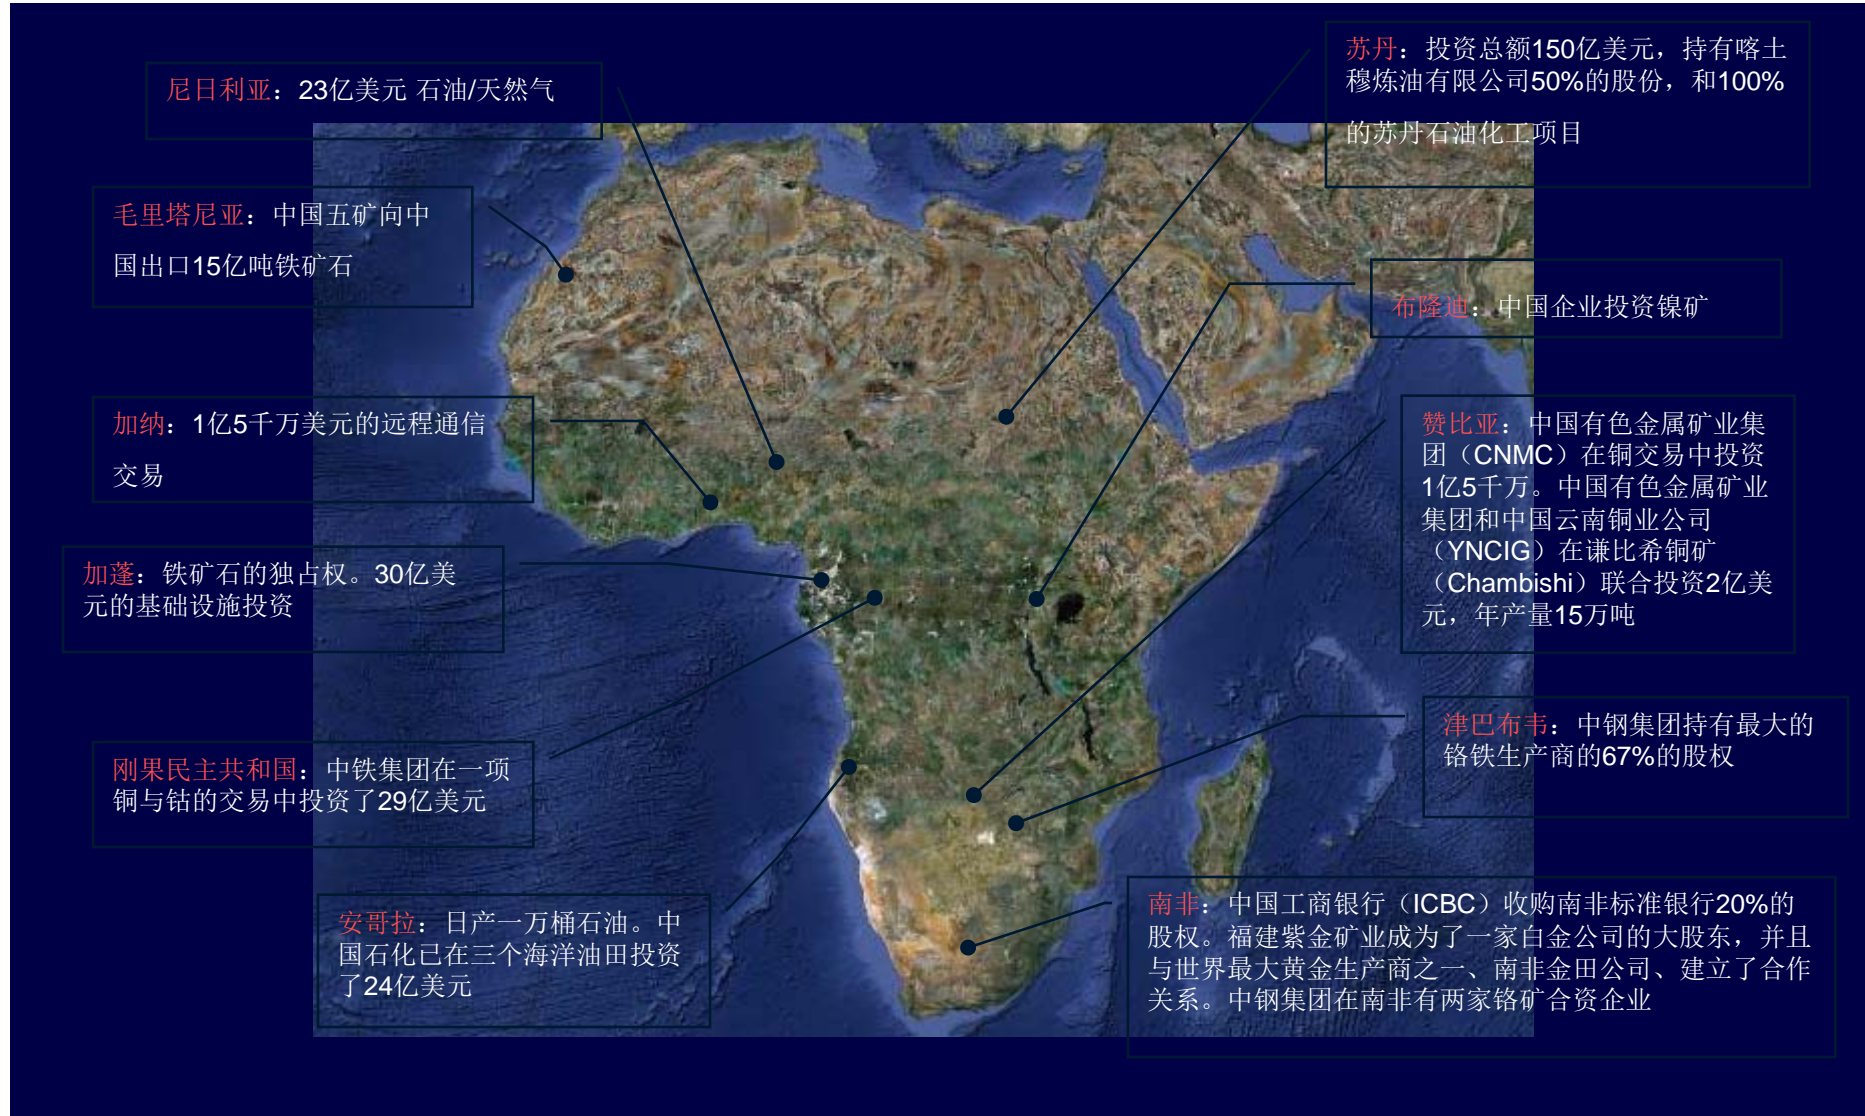 尼日利亚：23亿美元 石油/天然气
毛里塔尼亚：中国五矿向中
国出口15亿吨铁矿石
加纳：1亿5千万美元的远程通信
交易
加蓬：铁矿石的独占权。30亿美
元的基础设施投资
刚果民主共和国：中铁集团在一项
铜与钴的交易中投资了29亿美元
安哥拉：日产一万桶石油。中
国石化已在三个海洋油田投资
了24亿美元
苏丹：投资总额150亿美元，持有喀土
穆炼油有限公司50%的股份，和100%
的苏丹石油化工项目
布隆迪：中国企业投资镍矿
赞比亚：中国有色金属矿业集
团（CNMC）在铜交易中投资
1亿5千万。中国有色金属矿业
集团和中国云南铜业公司
（YNCIG）在谦比希铜矿
（Chambishi）联合投资2亿美
元，年产量15万吨
津巴布韦：中钢集团持有最大的
铬铁生产商的67%的股权
南非：中国工商银行（ICBC）收购南非标准银行20%的
股权。福建紫金矿业成为了一家白金公司的大股东，并且
与世界最大黄金生产商之一、南非金田公司、建立了合作
关系。中钢集团在南非有两家铬矿合资企业